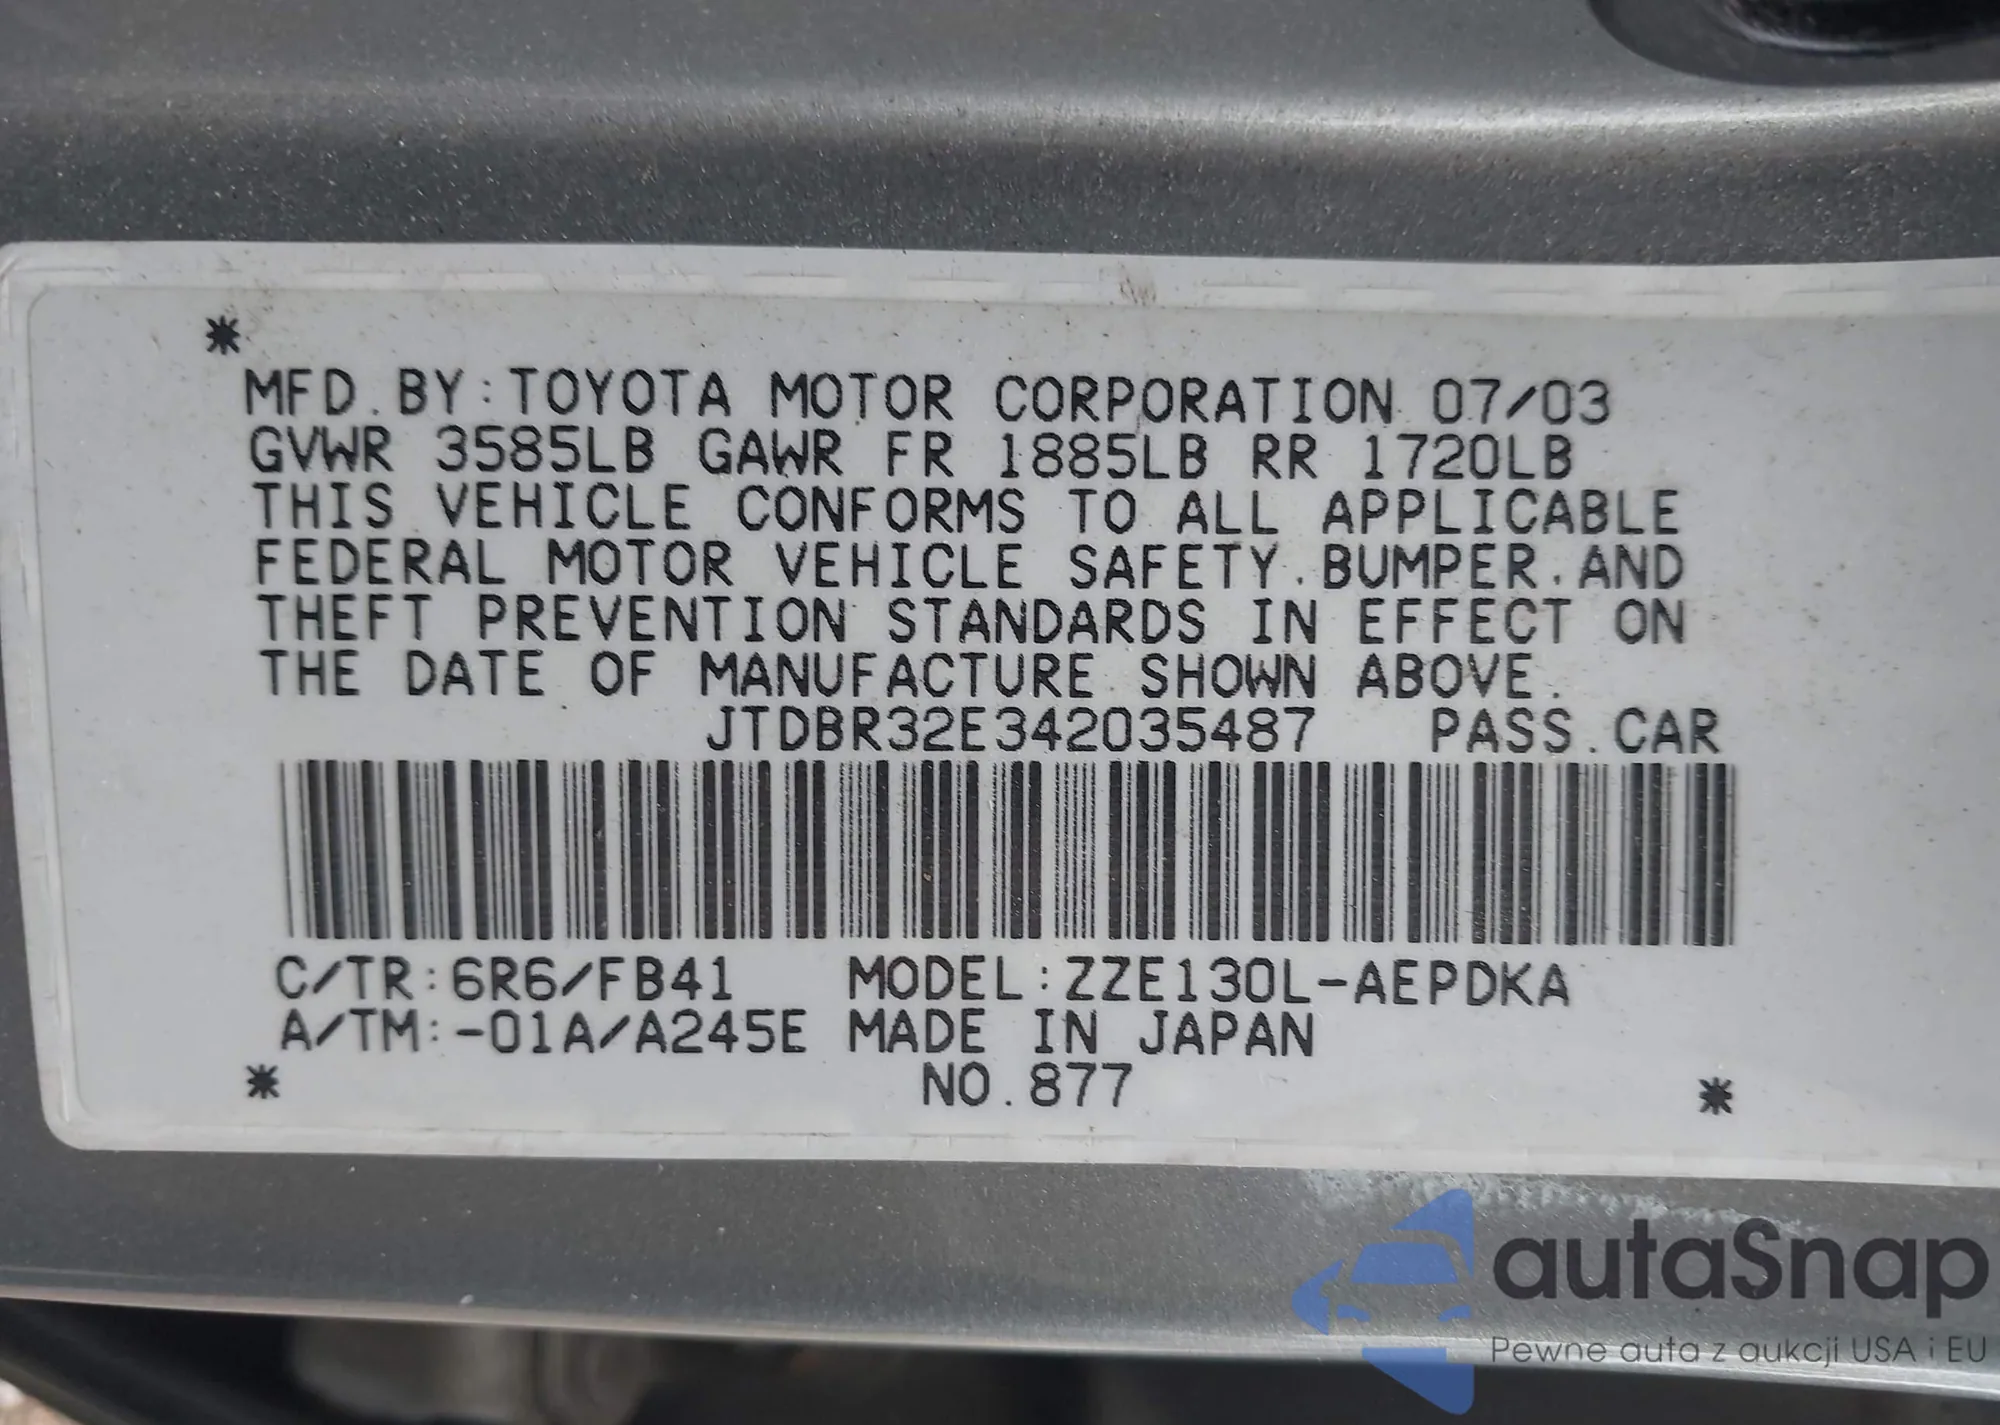 *
MFD.BY:TOYOTA MOTOR CORPORATION 07/03
GVWR 3585LB GAWR FR 1885LB RR 1720LB
THIS VEHICLE CONFORMS TO ALL APPLICABLE
FEDERAL MOTOR VEHICLE SAFETY.BUMPER.AND
THEFT PREVENTION STANDARDS IN EFFECT ON
THE DATE OF MANUFACTURE SHOWN ABOVE.
JTDBR32E342035487 PASS.CAR
C/TR:6R6/FB41 MODEL:ZZE130L-AEPDKA
A/TM:-01A/A245E MADE IN JAPAN
* NO.877 *
autaSnap
Pewne auta z aukcji USA i EU